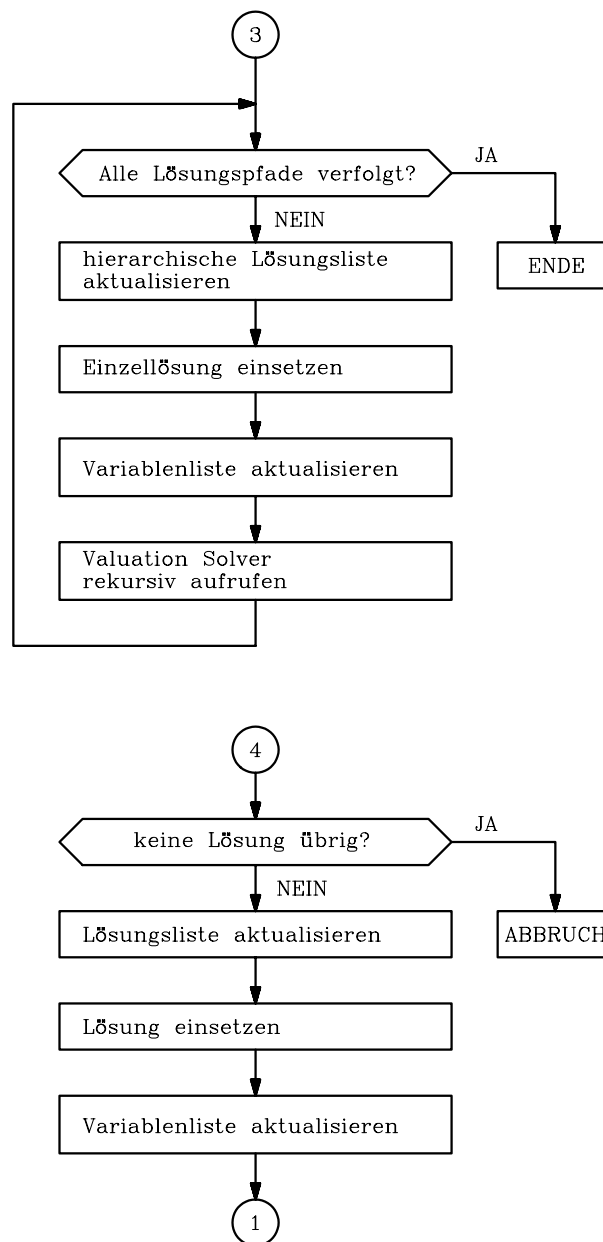 3
Alle Lösungspfade verfolgt?
JA
NEIN
hierarchische Lösungsliste
aktualisieren
ENDE
Einzellösung einsetzen
Variablenliste aktualisieren
Valuation Solver
rekursiv aufrufen
4
keine Lösung übrig?
JA
NEIN
Lösungsliste aktualisieren
ABBRUCH
Lösung einsetzen
Variablenliste aktualisieren
1